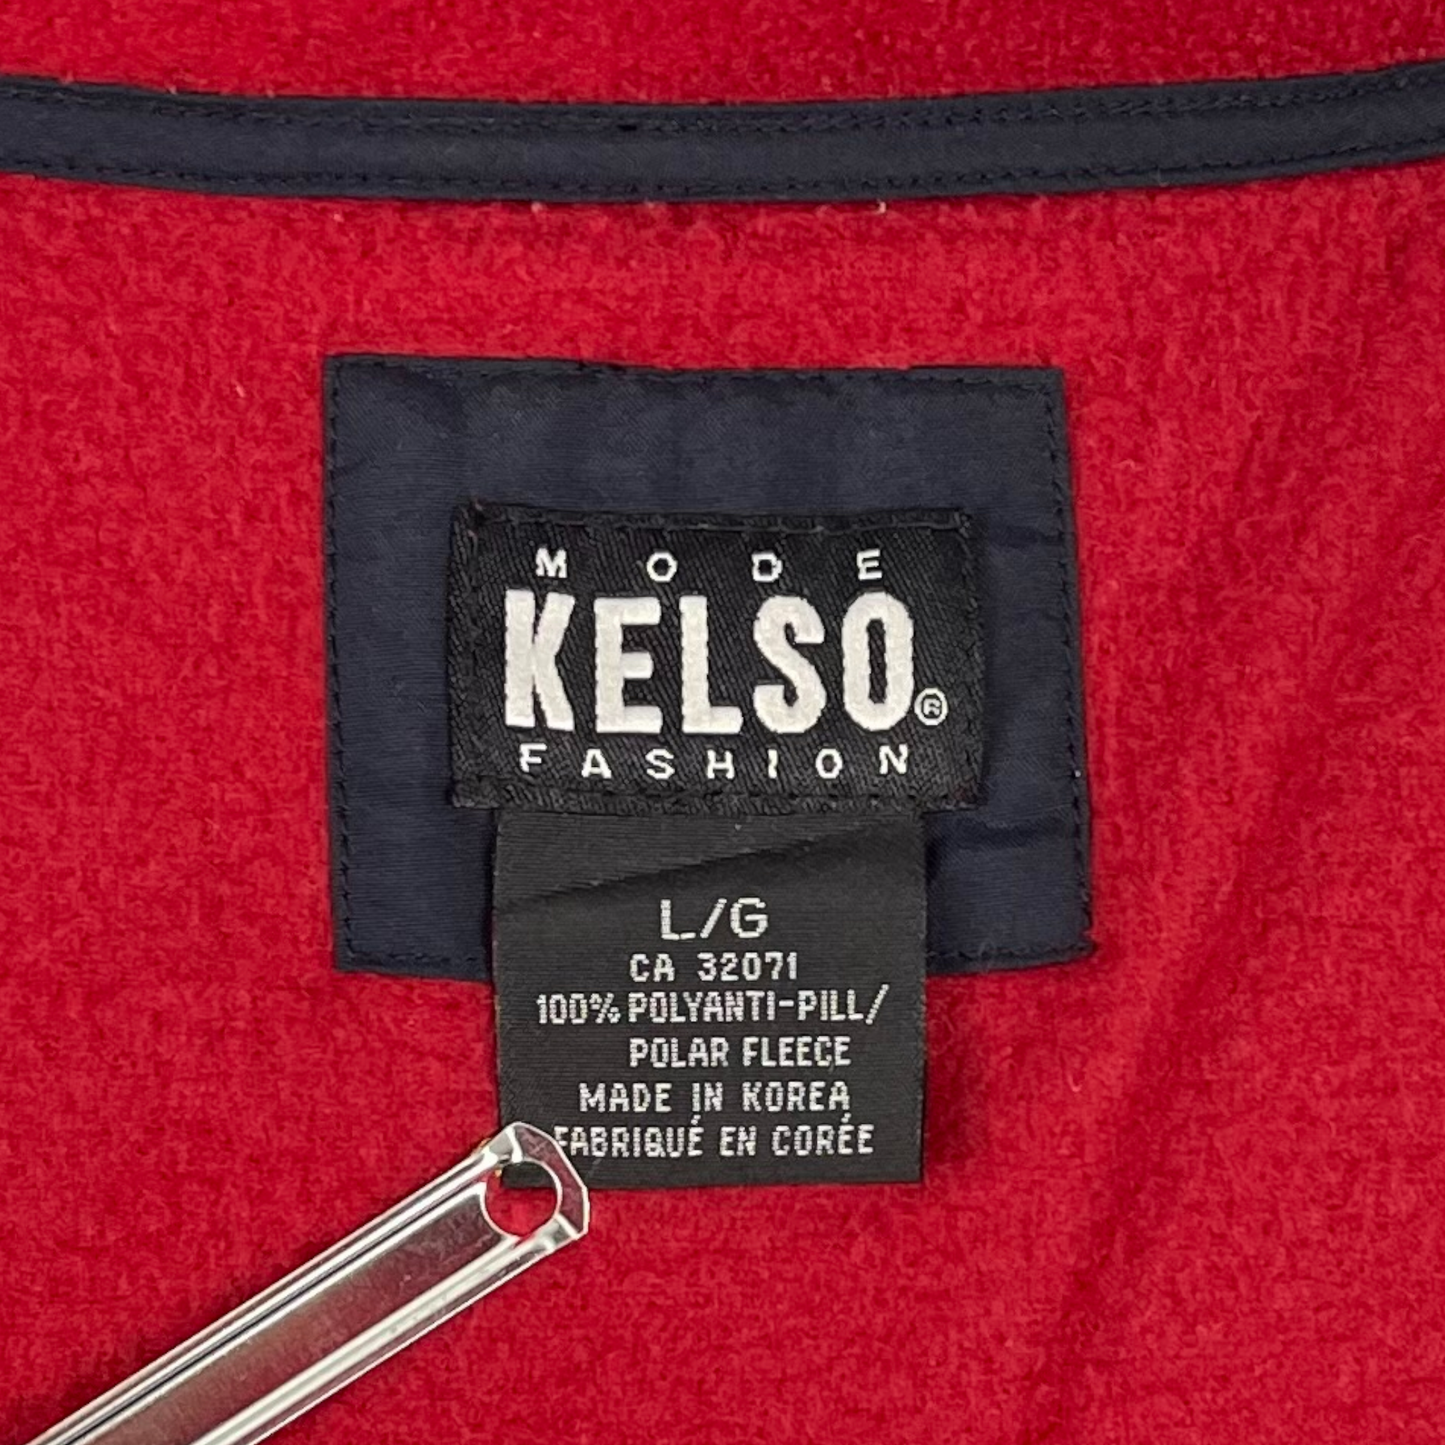 MODE
KELSO®
FASHION
L/G
CA 32071
100% POLYANTI-PILL/
POLAR FLEECE
MADE IN KOREA
FABRIQUÉ EN CORÉE